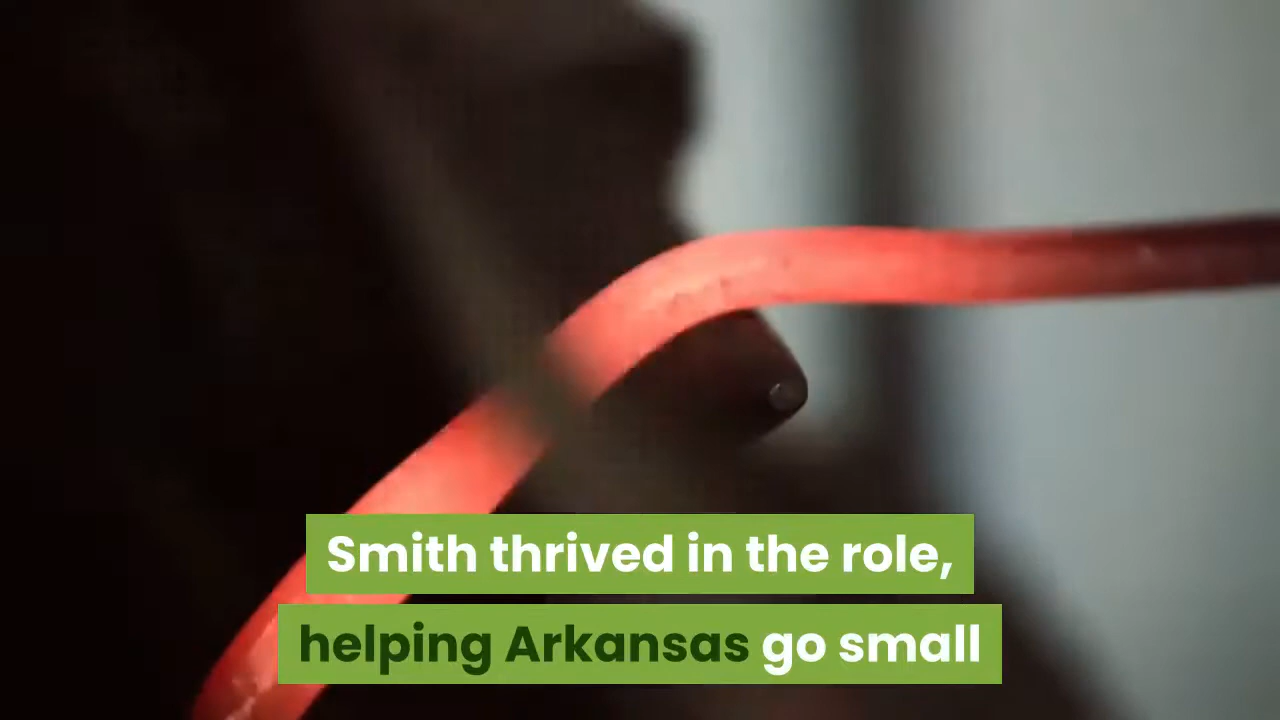 Smith thrived in the role,
helping Arkansas go small